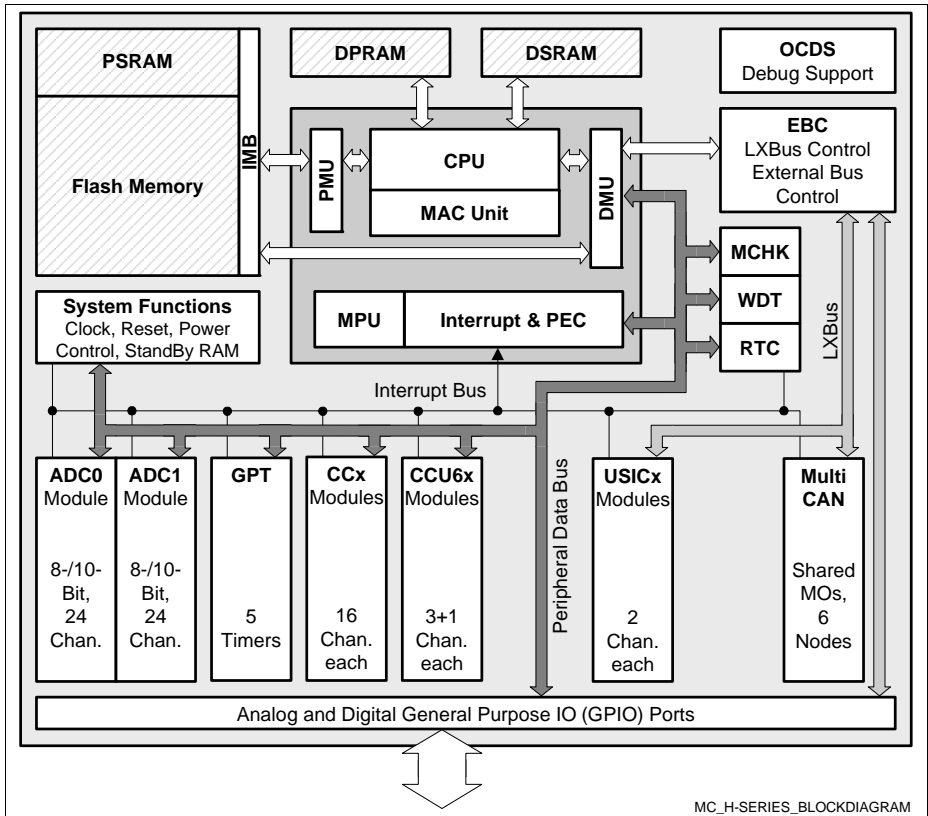 PSRAM
Flash Memory
IMB
DPRAM
DSRAM
OCDS
Debug Support
EBC
LXBus Control
External Bus
Control
PMU
CPU
MAC Unit
DMU
MCHK
WDT
RTC
System Functions
Clock, Reset, Power
Control, StandBy RAM
MPU
Interrupt & PEC
Interrupt Bus
LXBus
ADC0
Module
8-/10-
Bit,
24
Chan.
ADC1
Module
8-/10-
Bit,
24
Chan.
GPT
5
Timers
CCx
Modules
16
Chan.
each
CCU6x
Modules
3+1
Chan.
each
Peripheral Data Bus
USICx
Modules
2
Chan.
each
Multi
CAN
Shared
MOs,
6
Nodes
Analog and Digital General Purpose IO (GPIO) Ports
MC_H-SERIES_BLOCKDIAGRAM